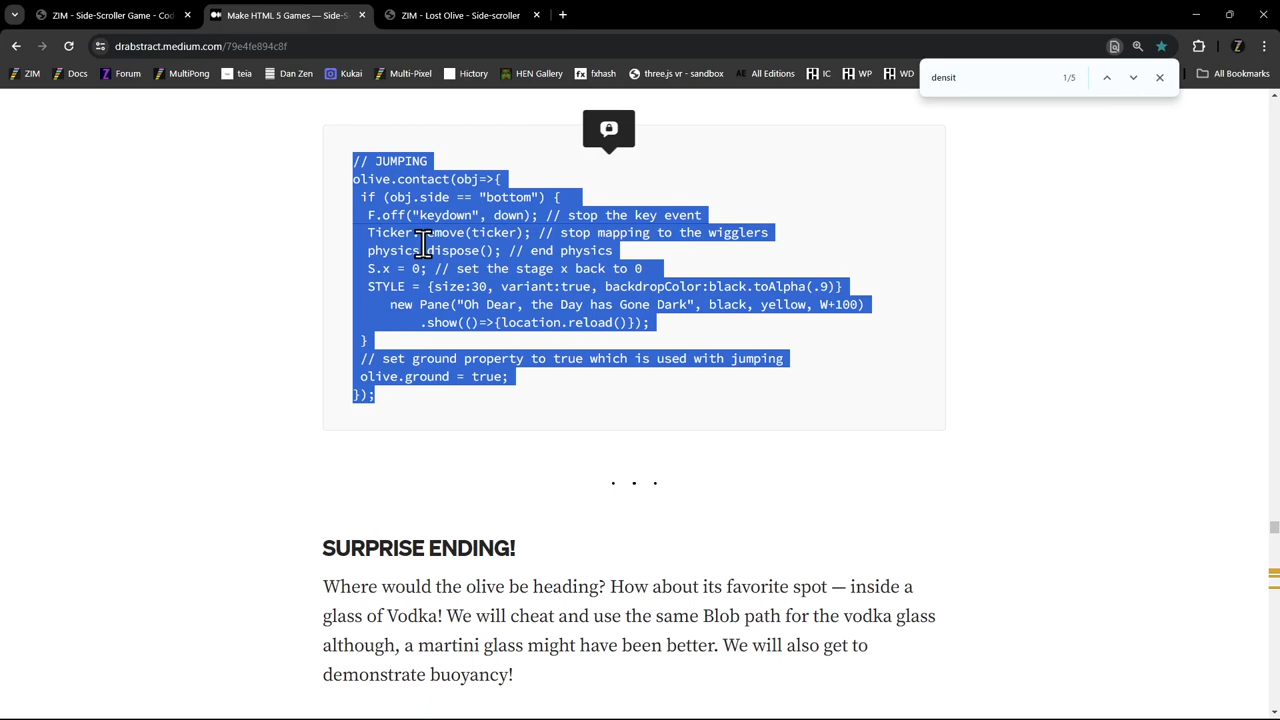 ZIM - Side-Scroller Game - Cod
Make HTML 5 Games — Side-S
ZIM - Lost Olive - Side-scroller
drabstract.medium.com/79e4fe894c8f
ZIM
Docs
Forum
MultiPong
teia
Dan Zen
Kukai
Multi-Pixel
Hictory
HEN Gallery
fxhash
three.js vr - sandbox
All Editions
IC
WP
WD
All Bookmarks
densit
1/5
// JUMPING
olive.contact(obj=>{
if (obj.side == "bottom") {
F.off("keydown", down); // stop the key event
Ticker.remove(ticker); // stop mapping to the wigglers
physics.dispose(); // end physics
S.x = 0; // set the stage x back to 0
STYLE = {size:30, variant:true, backdropColor:black.toAlpha(.9)}
new Pane("Oh Dear, the Day has Gone Dark", black, yellow, W+100)
.show(()=>{location.reload()});
}
// set ground property to true which is used with jumping
olive.ground = true;
});
. . .
SURPRISE ENDING!
Where would the olive be heading? How about its favorite spot — inside a
glass of Vodka! We will cheat and use the same Blob path for the vodka glass
although, a martini glass might have been better. We will also get to
demonstrate buoyancy!